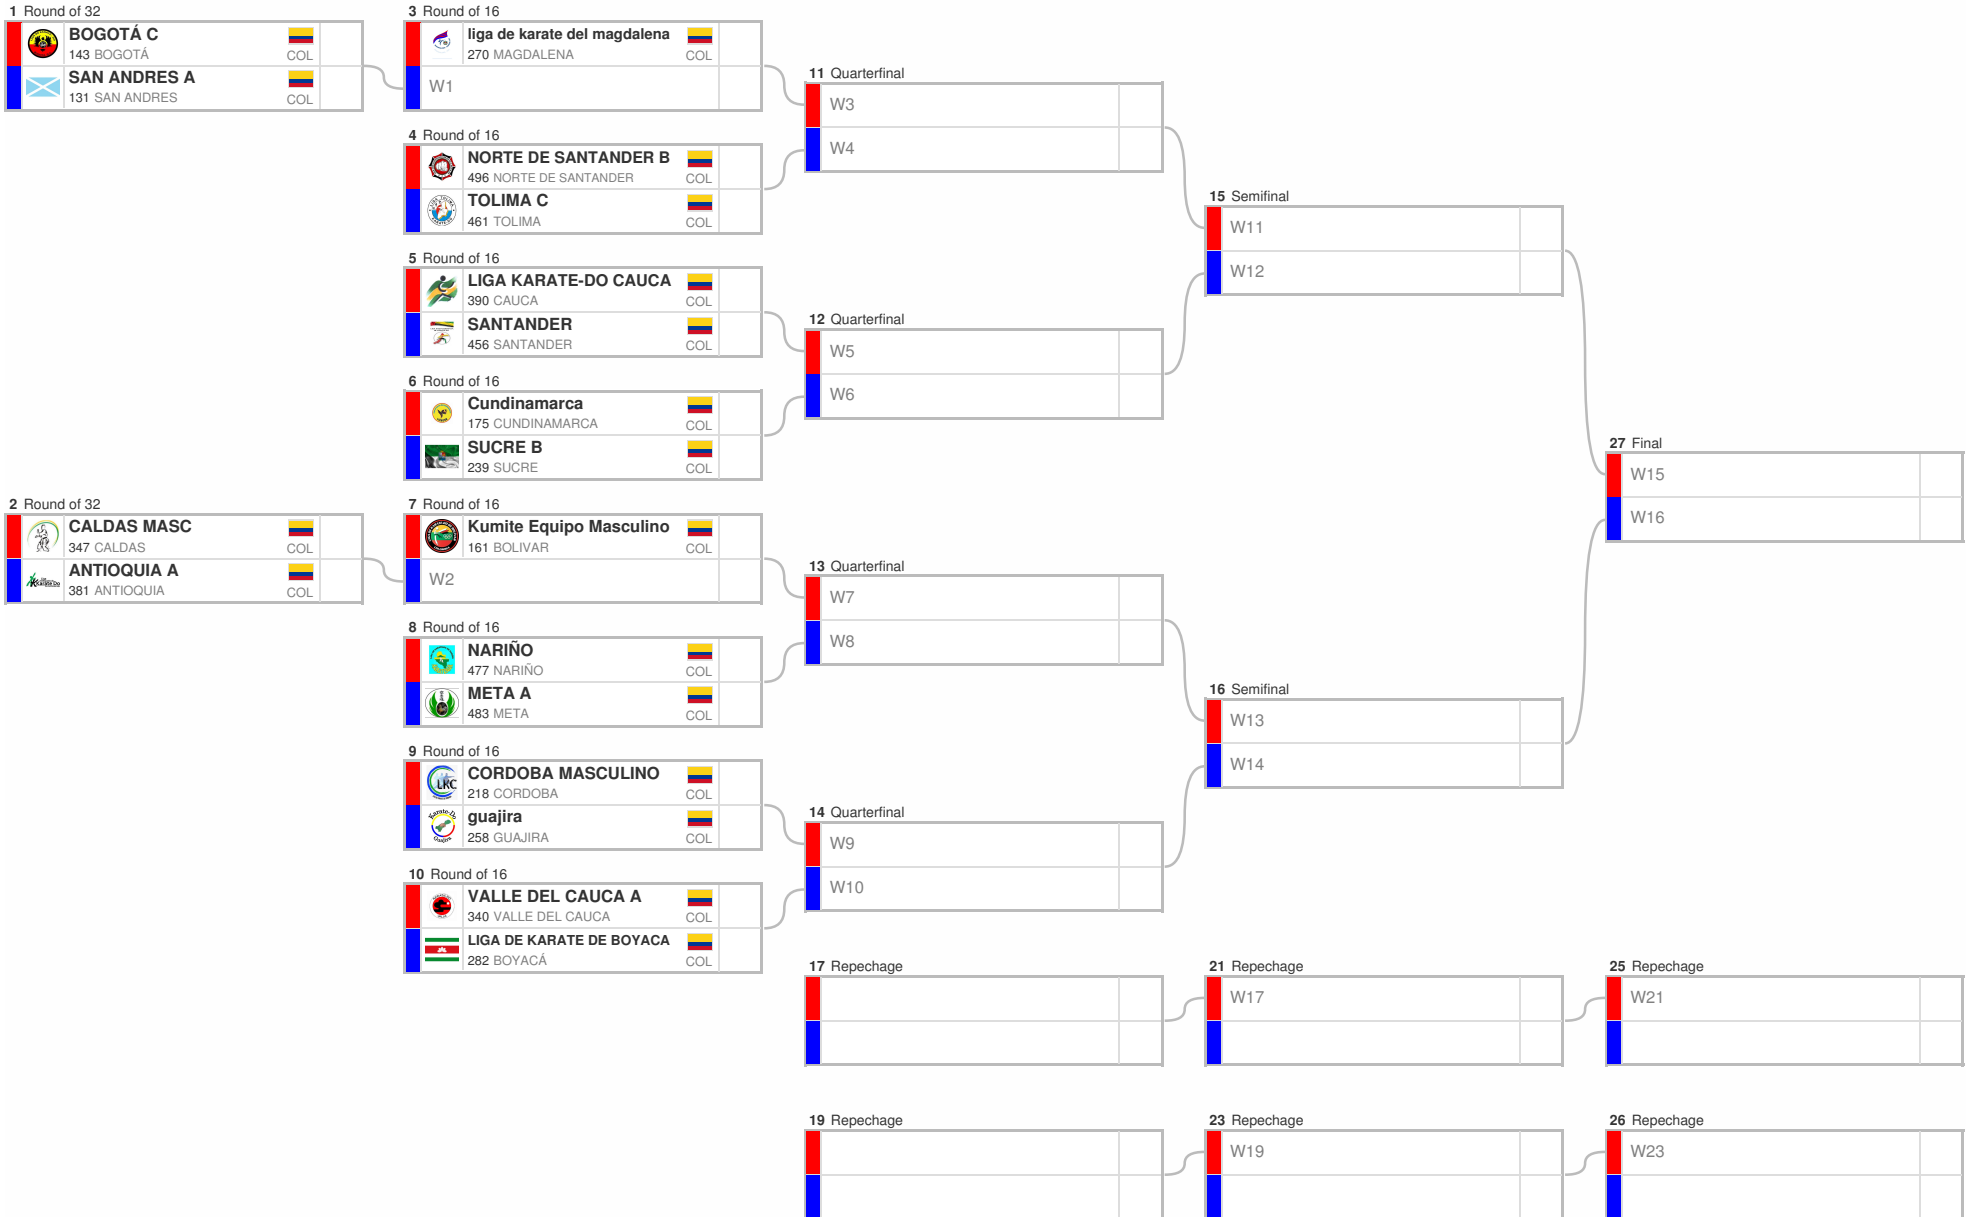 1 Round of 32
BOGOTÁ C
143 BOGOTÁ
COL
SAN ANDRES A
131 SAN ANDRES
COL
2 Round of 32
CALDAS MASC
347 CALDAS
COL
ANTIOQUIA A
381 ANTIOQUIA
COL
3 Round of 16
liga de karate del magdalena
270 MAGDALENA
COL
W1
4 Round of 16
NORTE DE SANTANDER B
496 NORTE DE SANTANDER
COL
TOLIMA C
461 TOLIMA
COL
5 Round of 16
LIGA KARATE-DO CAUCA
390 CAUCA
COL
SANTANDER
456 SANTANDER
COL
6 Round of 16
Cundinamarca
175 CUNDINAMARCA
COL
SUCRE B
239 SUCRE
COL
7 Round of 16
Kumite Equipo Masculino
161 BOLIVAR
COL
W2
8 Round of 16
NARIÑO
477 NARIÑO
COL
META A
483 META
COL
9 Round of 16
LKC
CORDOBA MASCULINO
218 CORDOBA
COL
Karate-Do
Guajira
guajira
258 GUAJIRA
COL
10 Round of 16
VALLE DEL CAUCA A
340 VALLE DEL CAUCA
COL
LIGA DE KARATE DE BOYACA
282 BOYACÁ
COL
11 Quarterfinal
W3
W4
12 Quarterfinal
W5
W6
13 Quarterfinal
W7
W8
14 Quarterfinal
W9
W10
15 Semifinal
W11
W12
16 Semifinal
W13
W14
27 Final
W15
W16
17 Repechage
21 Repechage
W17
25 Repechage
W21
19 Repechage
23 Repechage
W19
26 Repechage
W23